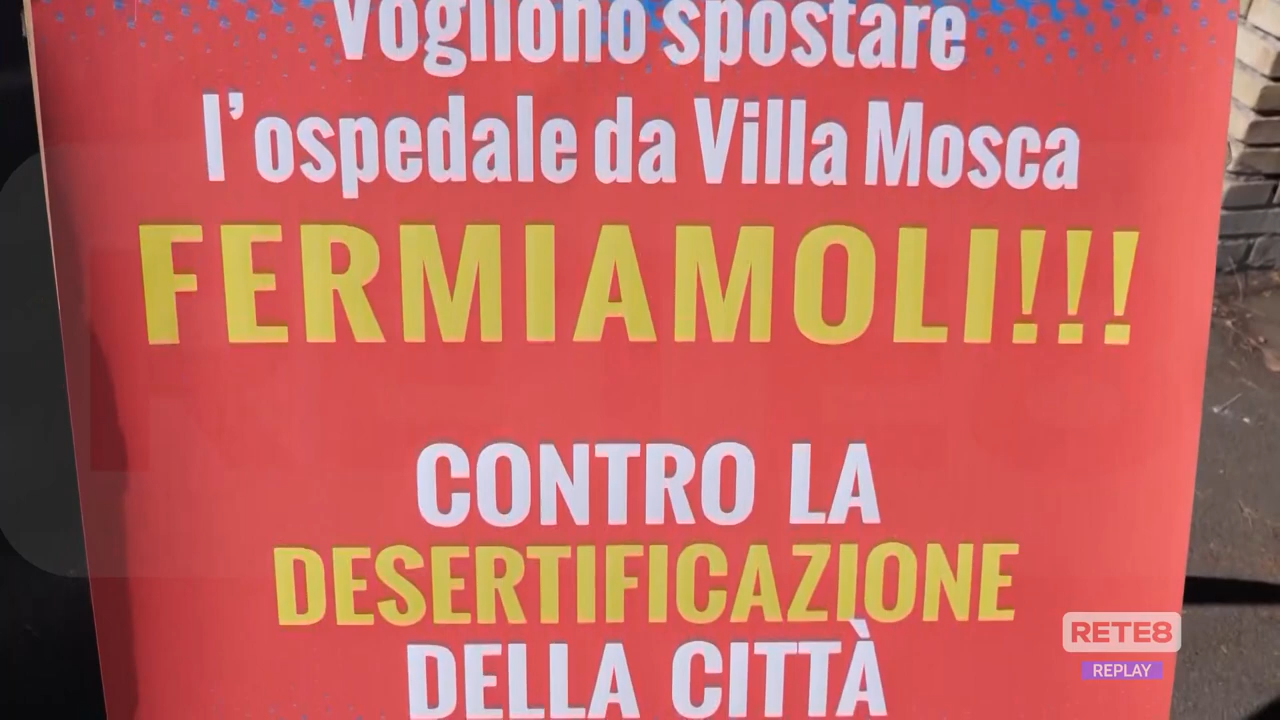 Vogliono spostare
l'ospedale da Villa Mosca
FERMIAMOLI!!!
CONTRO LA
DESERTIFICAZIONE
DELLA CITTÀ
RETE8
REPLAY